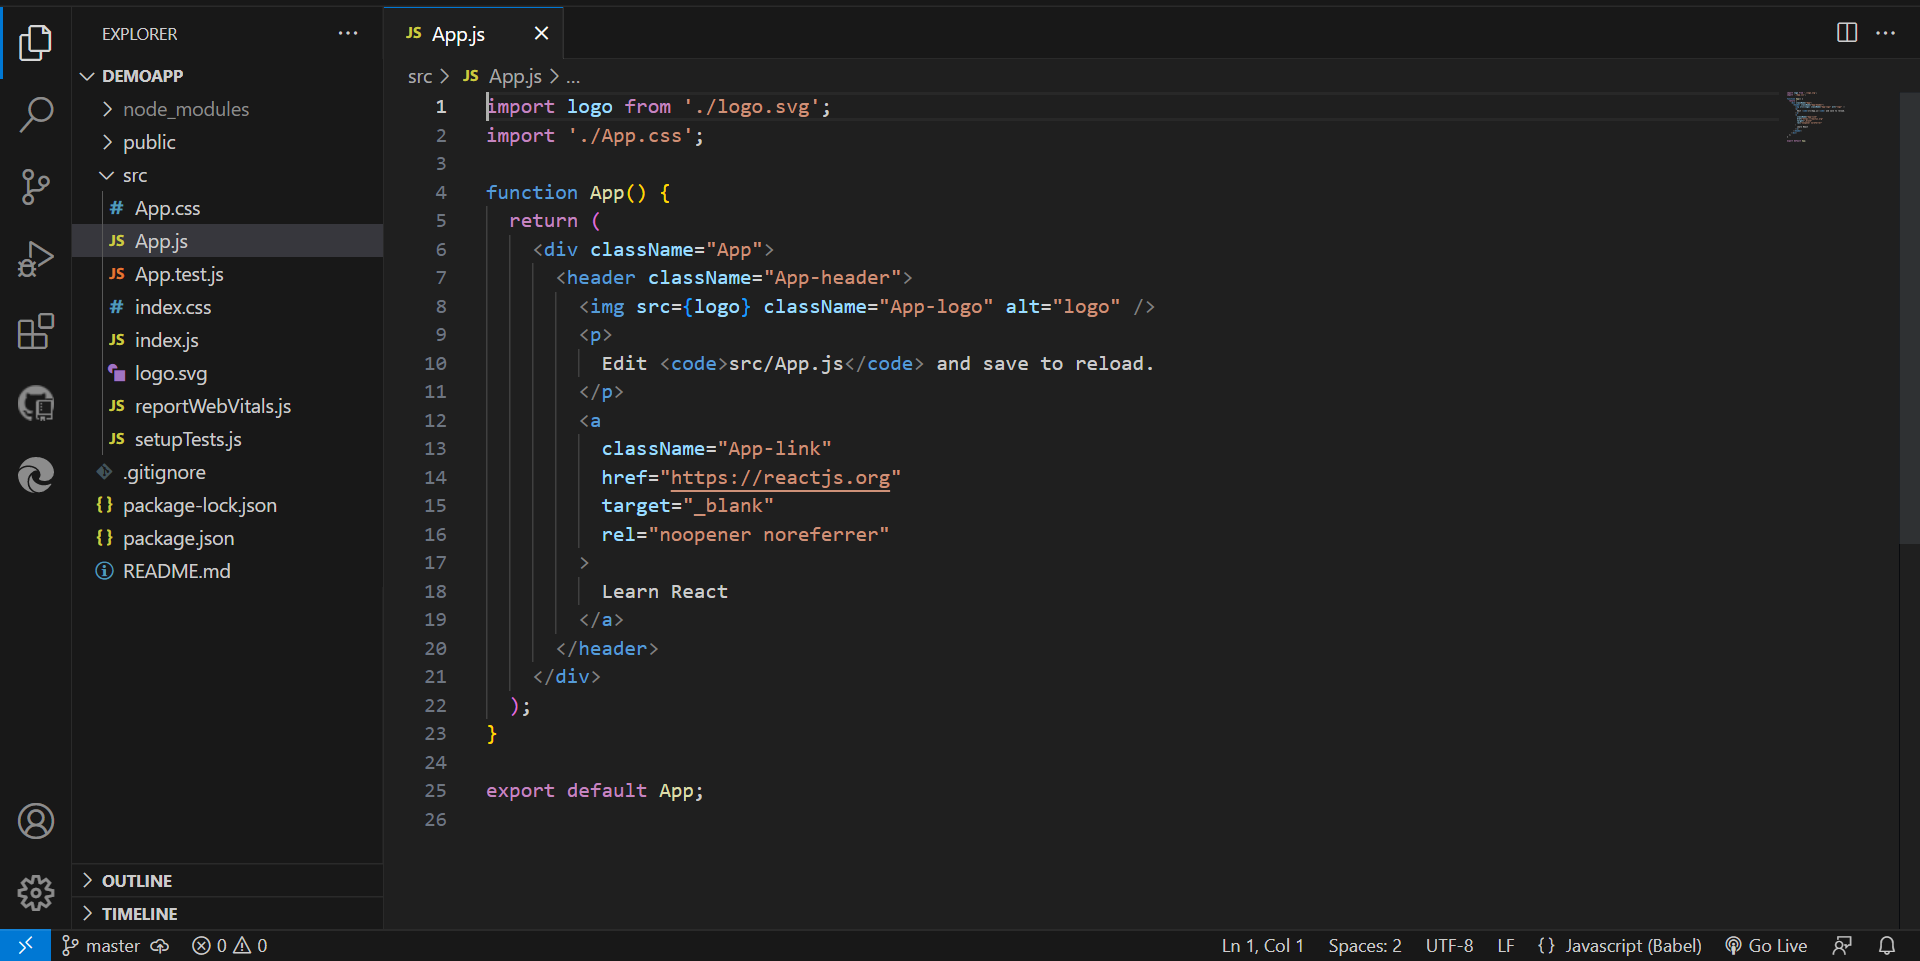 EXPLORER
DEMOAPP
node_modules
public
src
# App.css
JS App.js
JS App.test.js
# index.css
JS index.js
logo.svg
JS reportWebVitals.js
JS setupTests.js
.gitignore
{} package-lock.json
{} package.json
README.md
OUTLINE
TIMELINE
JS App.js
src > JS App.js > ...
1 import logo from './logo.svg';
2 import './App.css';
3
4 function App() {
5   return (
6     <div className="App">
7       <header className="App-header">
8         <img src={logo} className="App-logo" alt="logo" />
9         <p>
10           Edit <code>src/App.js</code> and save to reload.
11         </p>
12         <a
13           className="App-link"
14           href="https://reactjs.org"
15           target="_blank"
16           rel="noopener noreferrer"
17         >
18           Learn React
19         </a>
20       </header>
21     </div>
22   );
23 }
24
25 export default App;
26
master 0 0 Ln 1, Col 1 Spaces: 2 UTF-8 LF {} Javascript (Babel) Go Live